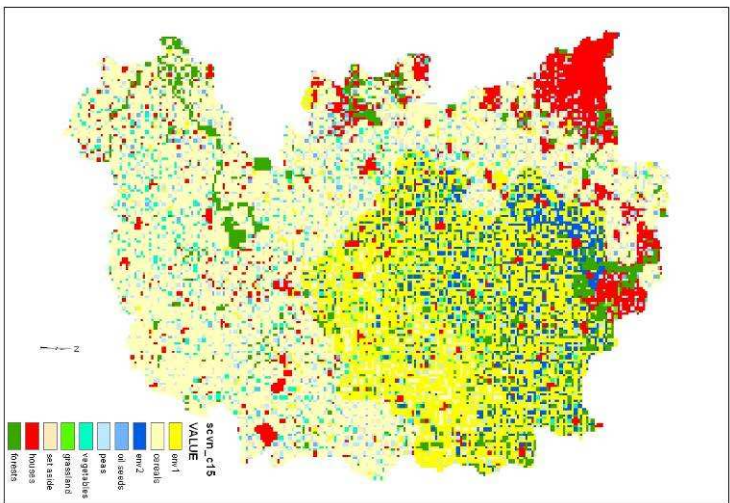 scvn_c15
VALUE
env1
cereals
env2
oil seeds
peas
vegetables
grassland
set aside
houses
forests
Z